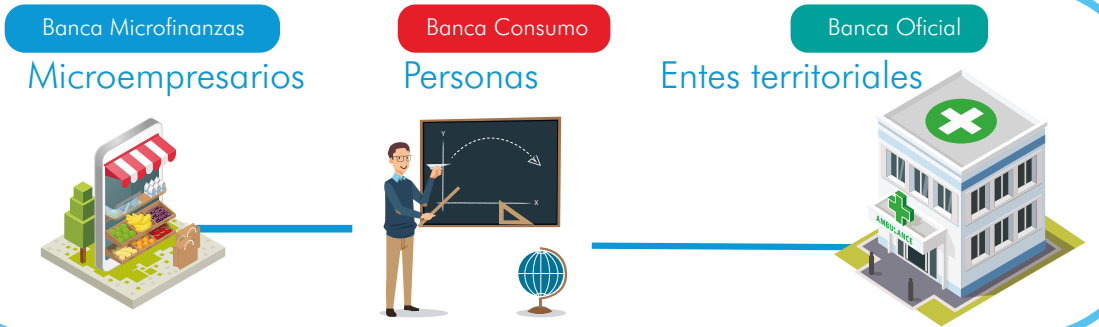 Banca Microfinanzas
Banca Consumo
Banca Oficial
Microempresarios
Personas
Entes territoriales
Y
X
AMBULANCE